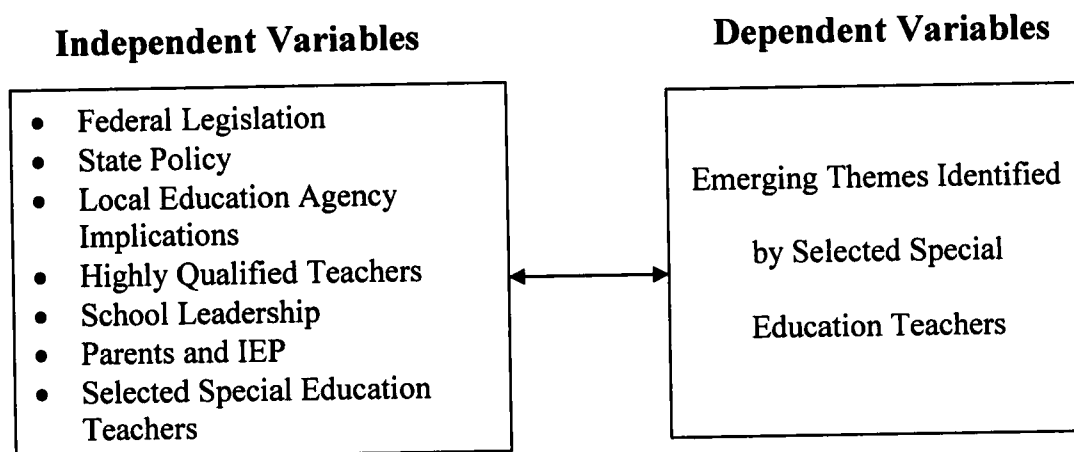 Independent Variables
• Federal Legislation
• State Policy
• Local Education Agency
Implications
• Highly Qualified Teachers
• School Leadership
• Parents and IEP
• Selected Special Education
Teachers
Dependent Variables
Emerging Themes Identified
by Selected Special
Education Teachers